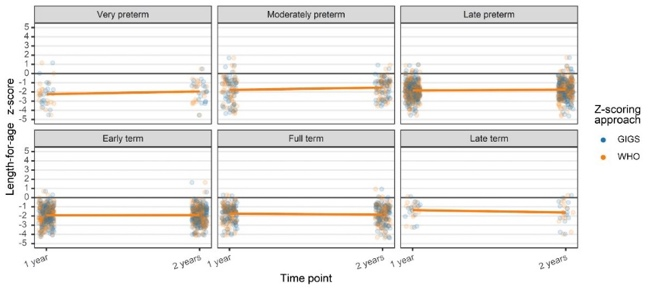 Very preterm
Moderately preterm
Late preterm
5
4
3
2
1
0
-1
-2
-3
-4
-5
Early term
Full term
Late term
5
4
3
2
1
0
-1
-2
-3
-4
-5
Length-for-age z-score
1 year
2 years
1 year
2 years
1 year
2 years
Time point
Z-scoring
approach
GIGS
WHO